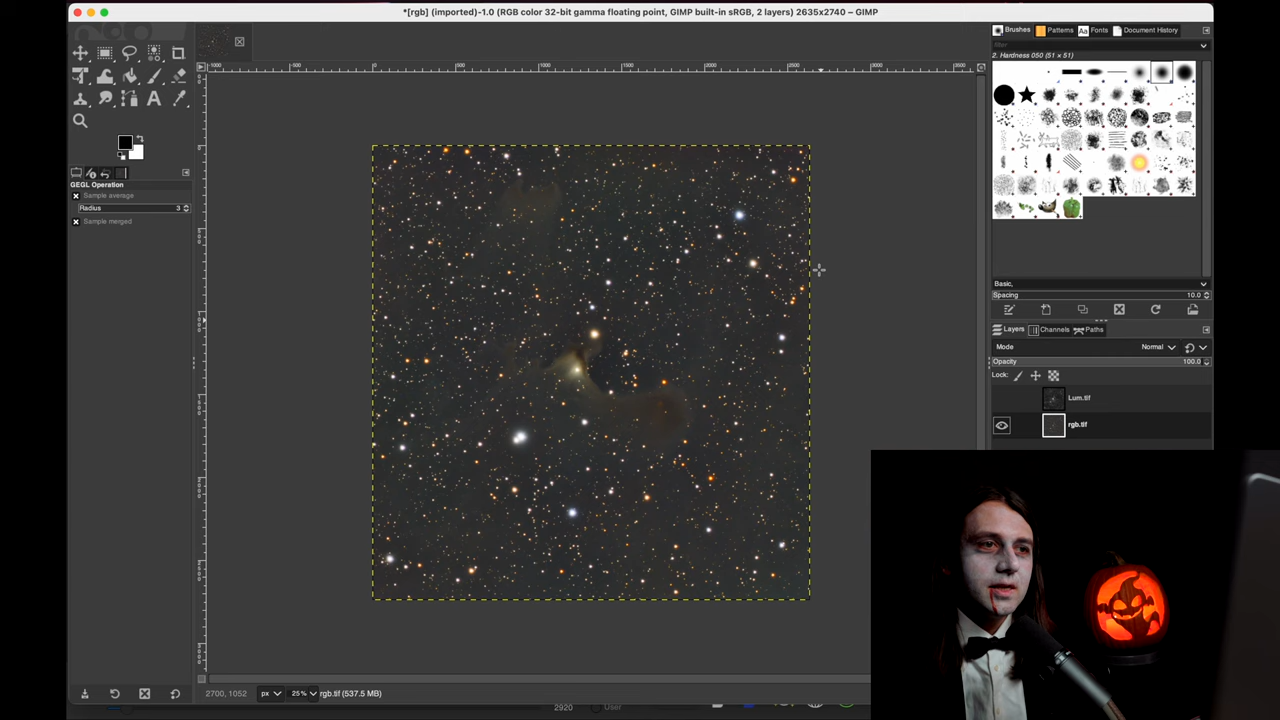 *[rgb] (imported)-1.0 (RGB color 32-bit gamma floating point, GIMP built-in sRGB, 2 layers) 2635x2740 – GIMP
Brushes
Patterns
Fonts
Document History
filter
2. Hardness 050 (51 × 51)
GEGL Operation
Sample average
Radius 3
Sample merged
Basic,
Spacing 10.0
Layers
Channels
Paths
Mode Normal
Opacity 100.0
Lock:
Lum.tif
rgb.tif
2700, 1052
px
25%
rgb.tif (537.5 MB)
2920
User